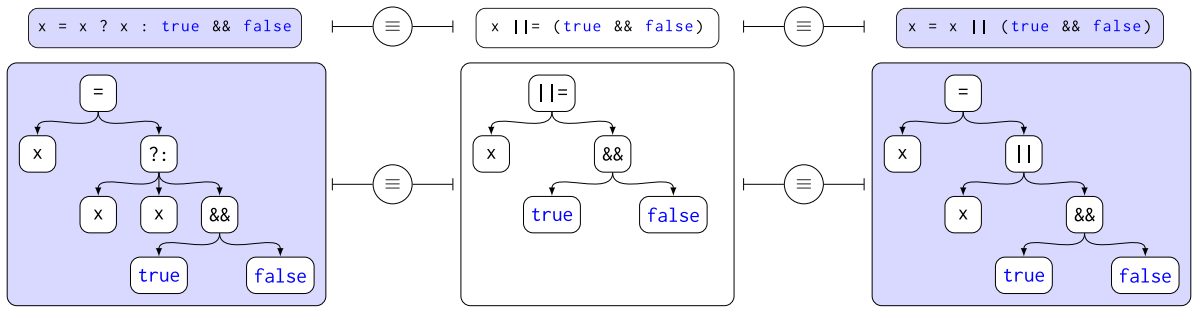 x = x ? x : true && false ≡ x ||= (true && false) ≡ x = x || (true && false)
= ||= =
x ?: x && x ||
≡ ≡
x x && true false x &&
true false true false